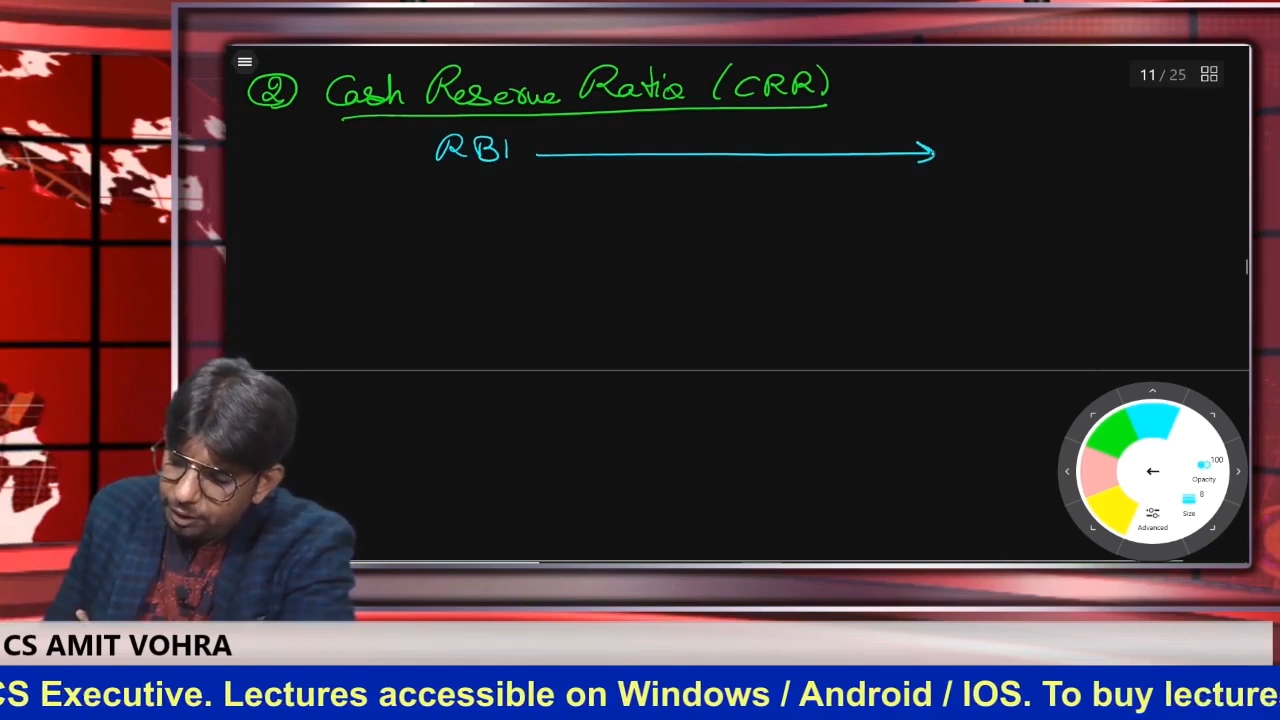 ② Cash Reserve Ratio (CRR)
11 / 25
RBI
100
Opacity
8
Size
Advanced
CS AMIT VOHRA
CS Executive. Lectures accessible on Windows / Android / IOS. To buy lecture